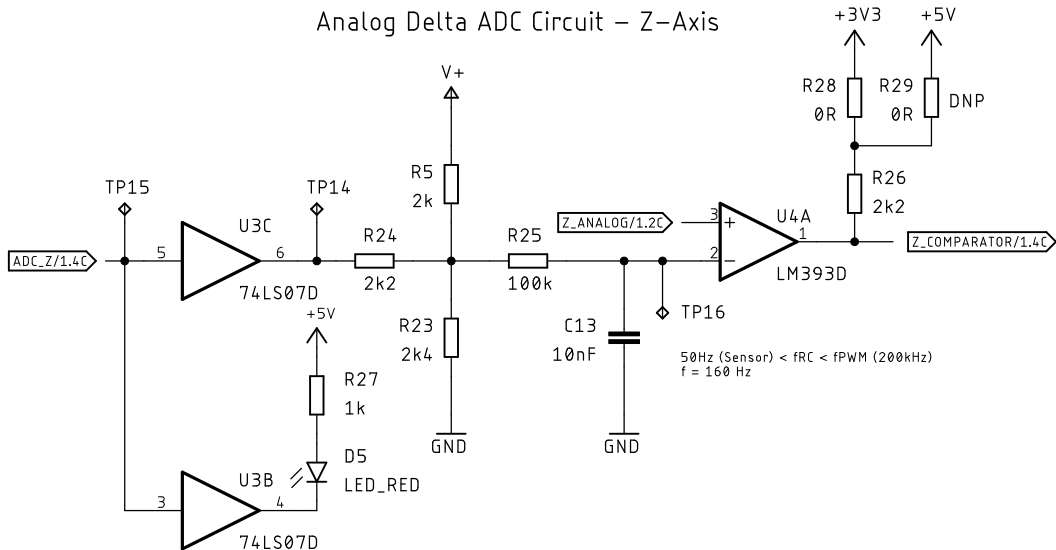 Analog Delta ADC Circuit - Z-Axis
+3V3
+5V
R28
0R
R29
0R
DNP
V+
R5
2k
R26
2k2
TP15
TP14
U3C
5
6
74LS07D
ADC_Z/1.4C
R24
2k2
R25
100k
Z_ANALOG/1.2C
3
+
2
-
U4A
1
LM393D
Z_COMPARATOR/1.4C
TP16
R23
2k4
C13
10nF
50Hz (Sensor) < fRC < fPWM (200kHz)
f = 160 Hz
+5V
R27
1k
GND
GND
D5
LED_RED
U3B
3
4
74LS07D